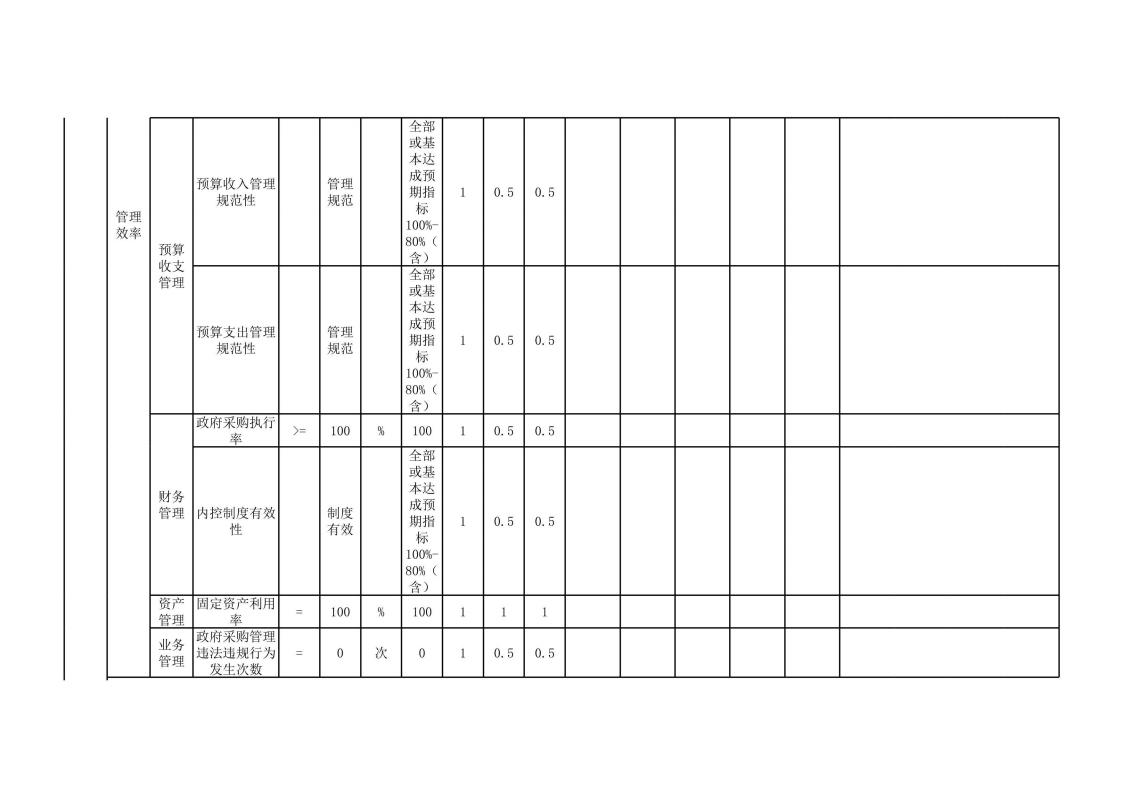 管理
效率
预算
收支
管理
预算收入管理
规范性
管理
规范
全部
或基
本达
成预
期指
标
100%-
80%（
含）
1
0.5
0.5
预算支出管理
规范性
管理
规范
全部
或基
本达
成预
期指
标
100%-
80%（
含）
1
0.5
0.5
财务
管理
政府采购执行
率
>=
100
%
100
1
0.5
0.5
内控制度有效
性
制度
有效
全部
或基
本达
成预
期指
标
100%-
80%（
含）
1
0.5
0.5
资产
管理
固定资产利用
率
=
100
%
100
1
1
1
业务
管理
政府采购管理
违法违规行为
发生次数
=
0
次
0
1
0.5
0.5